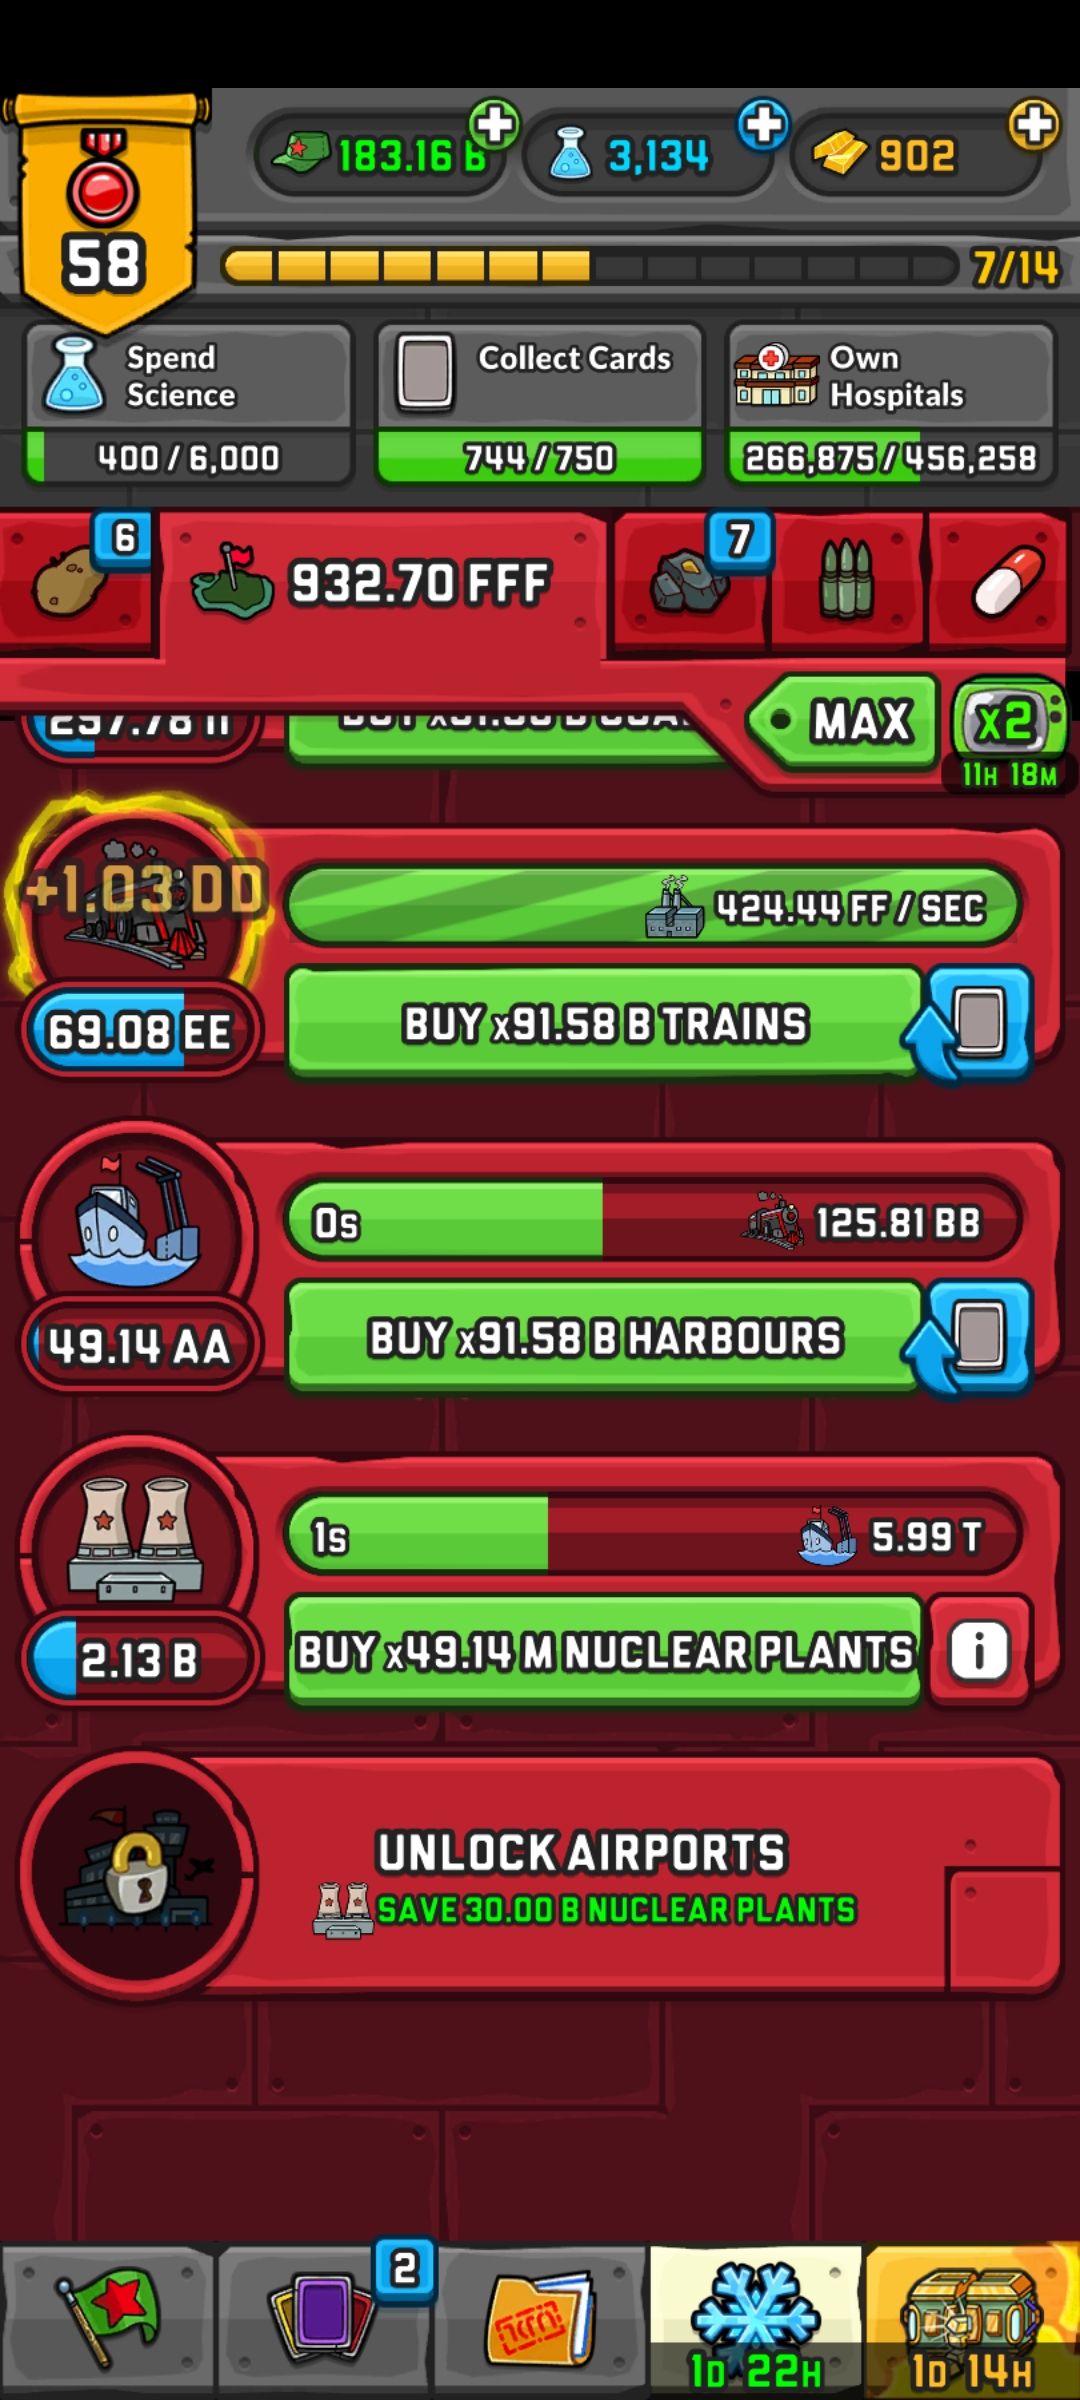 58
183.16 B
3,134
902
7/14
Spend
Science
400 / 6,000
Collect Cards
744 / 750
Own
Hospitals
266,875 / 456,258
6
932.70 FFF
7
MAX
x2
11H 18M
+1.03 DD
424.44 FF / SEC
69.08 EE
BUY x91.58 B TRAINS
0s
125.81 BB
49.14 AA
BUY x91.58 B HARBOURS
1s
5.99 T
2.13 B
BUY x49.14 M NUCLEAR PLANTS
i
UNLOCK AIRPORTS
SAVE 30.00 B NUCLEAR PLANTS
2
1D 22H
1D 14H